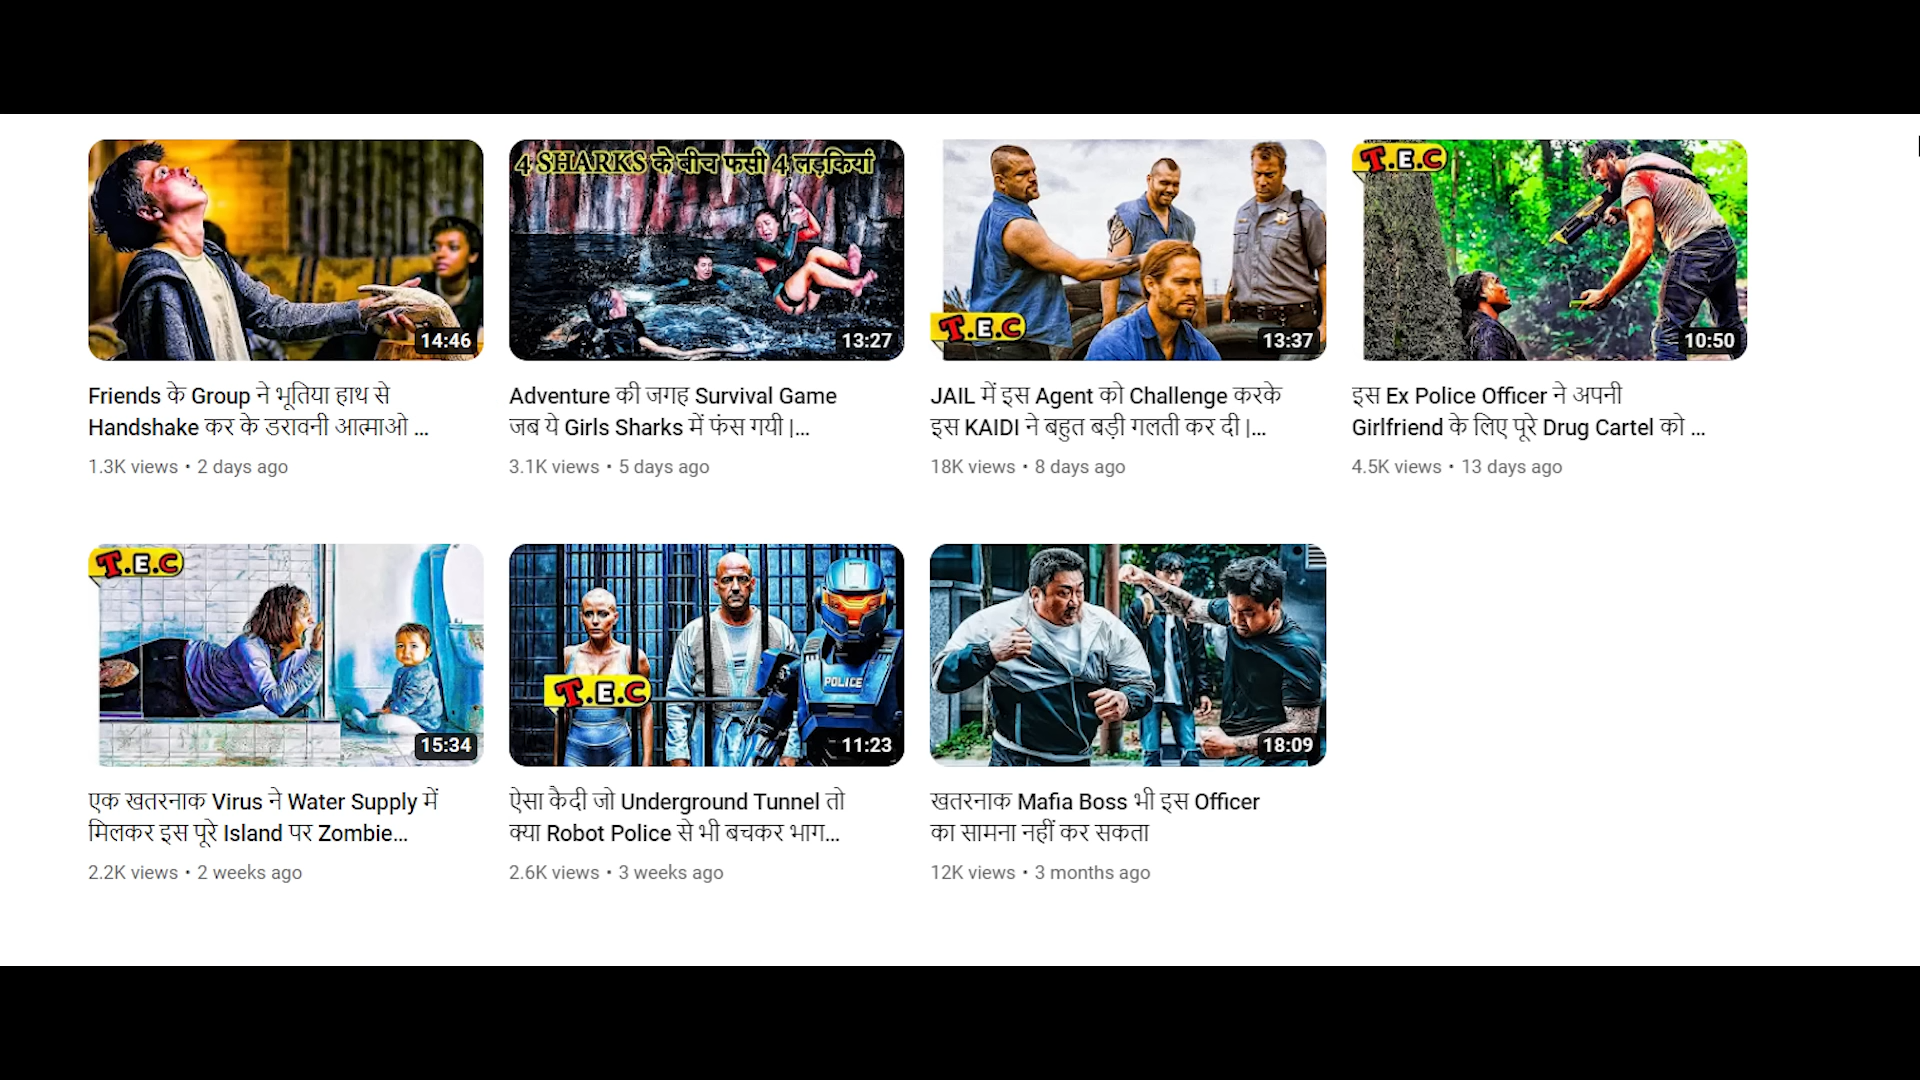 14:46
4 SHARKS के बीच फसी 4 लड़कियां
13:27
T.E.C
13:37
T.E.C
10:50
Friends के Group ने भूतिया हाथ से
Handshake कर के डरावनी आत्माओ ...
1.3K views • 2 days ago
Adventure की जगह Survival Game
जब ये Girls Sharks में फंस गयी |...
3.1K views • 5 days ago
JAIL में इस Agent को Challenge करके
इस KAIDI ने बहुत बड़ी गलती कर दी |...
18K views • 8 days ago
इस Ex Police Officer ने अपनी
Girlfriend के लिए पूरे Drug Cartel को ...
4.5K views • 13 days ago
T.E.C
15:34
T.E.C
POLICE
11:23
18:09
एक खतरनाक Virus ने Water Supply में
मिलकर इस पूरे Island पर Zombie...
2.2K views • 2 weeks ago
ऐसा कैदी जो Underground Tunnel तो
क्या Robot Police से भी बचकर भाग...
2.6K views • 3 weeks ago
खतरनाक Mafia Boss भी इस Officer
का सामना नहीं कर सकता
12K views • 3 months ago